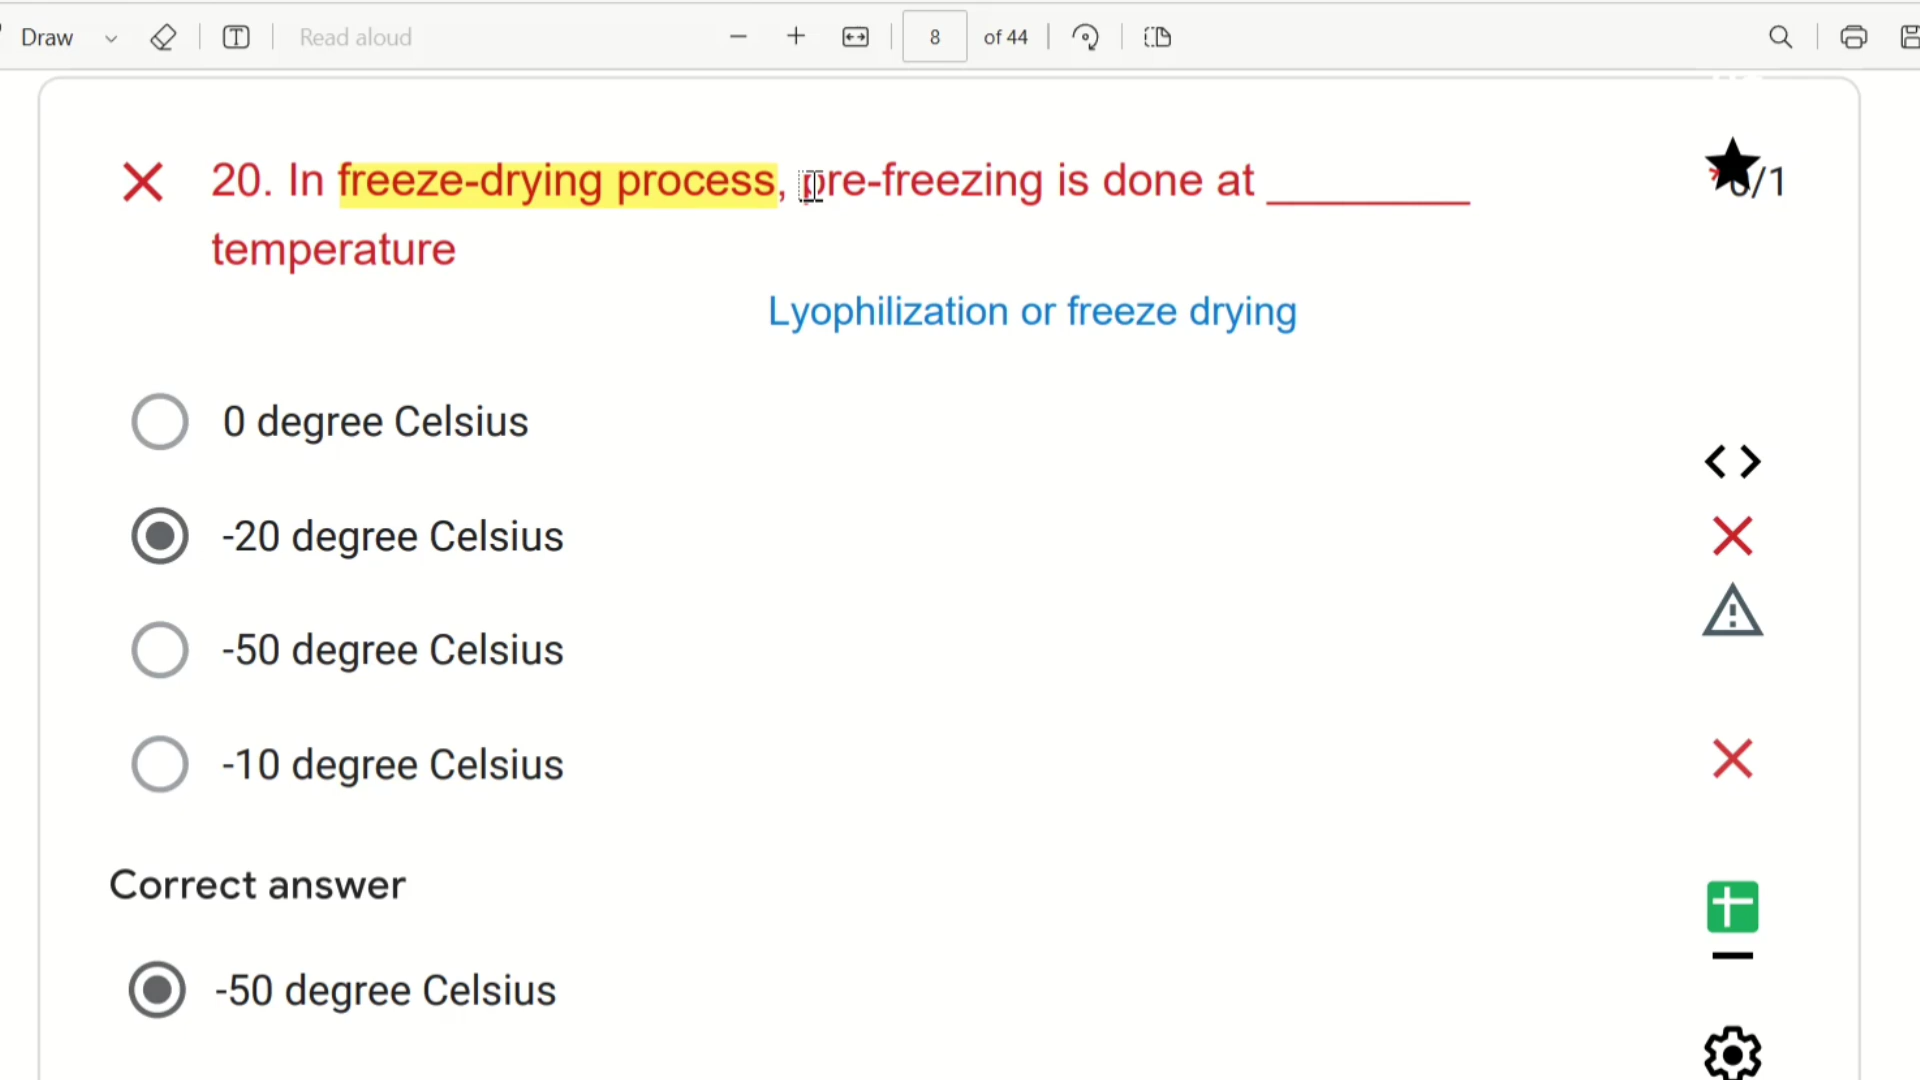 Draw Read aloud 8 of 44
20. In freeze-drying process, pre-freezing is done at __________ /1
temperature
Lyophilization or freeze drying
0 degree Celsius
-20 degree Celsius
-50 degree Celsius
-10 degree Celsius
Correct answer
-50 degree Celsius